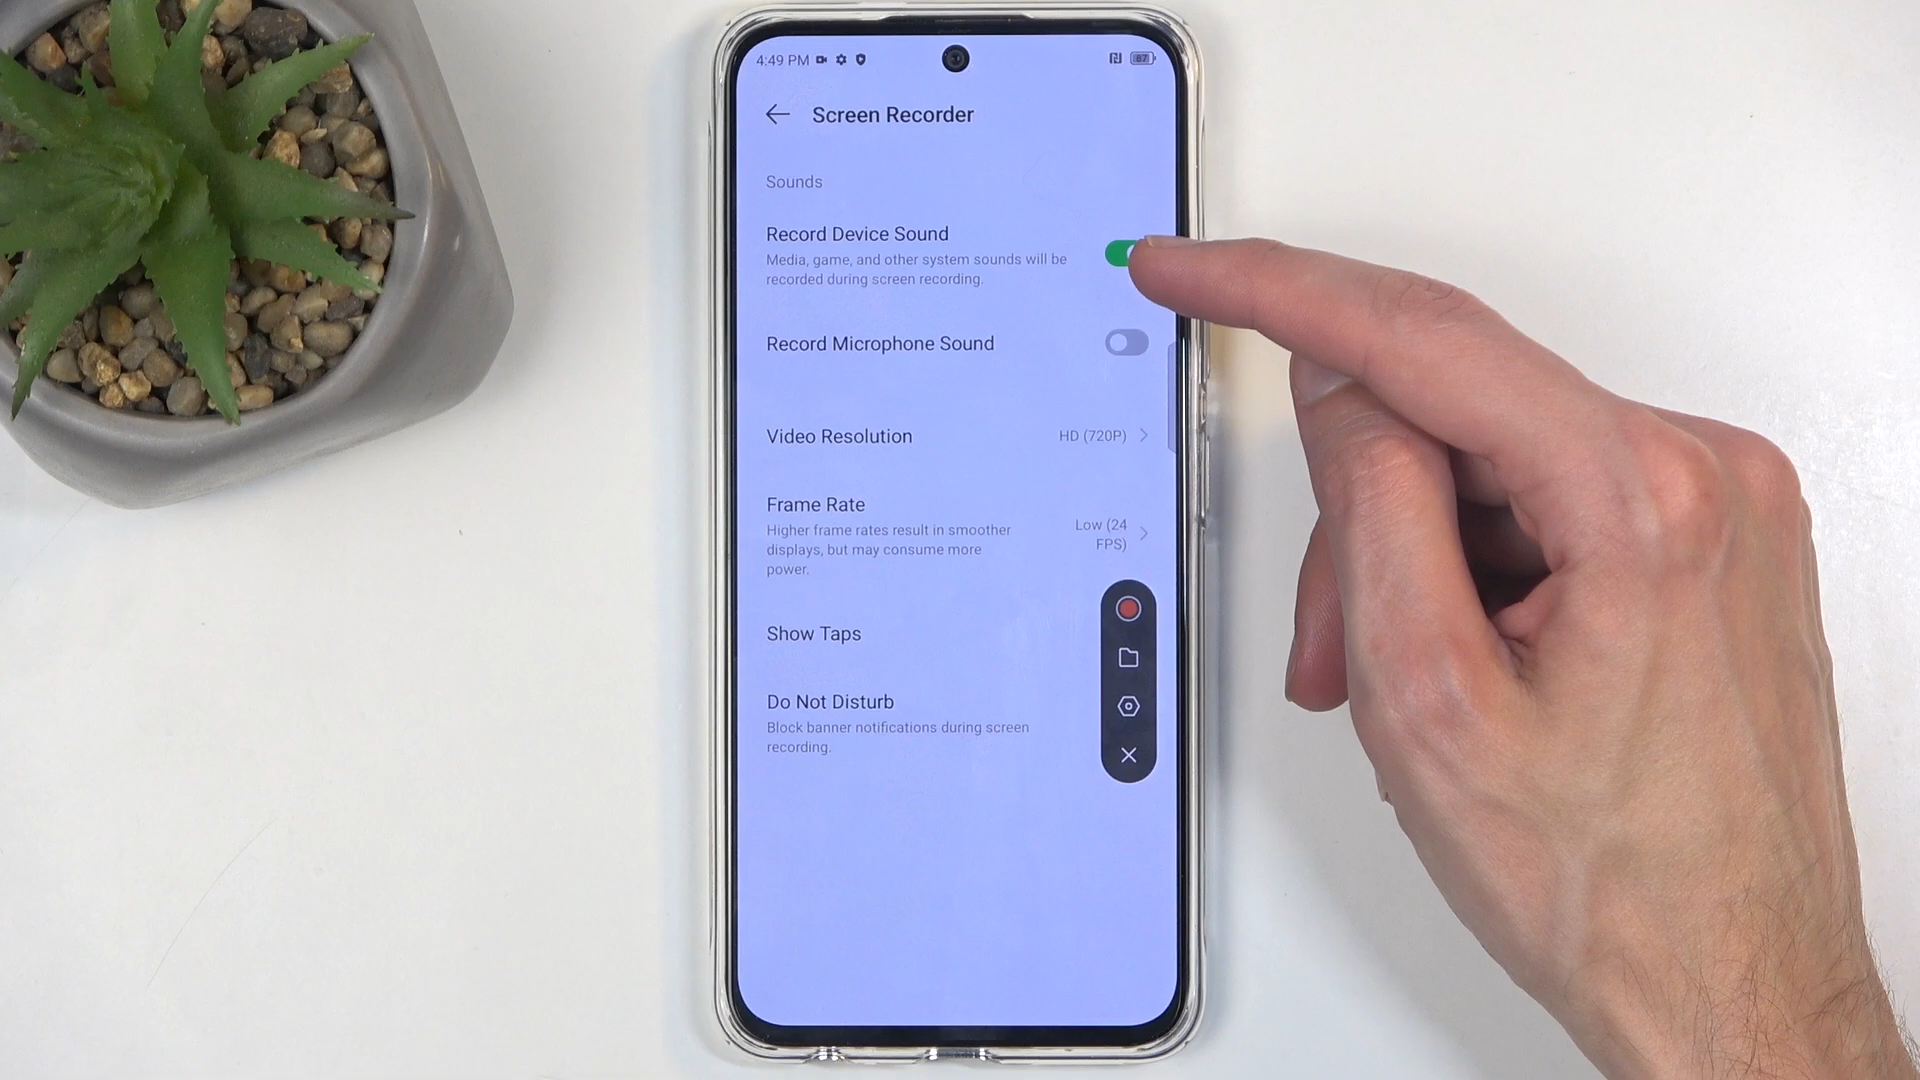 4:49 PM
87
Screen Recorder
Sounds
Record Device Sound
Media, game, and other system sounds will be
recorded during screen recording.
Record Microphone Sound
Video Resolution
HD (720P)
Frame Rate
Higher frame rates result in smoother
displays, but may consume more
power.
Low (24
FPS)
Show Taps
Do Not Disturb
Block banner notifications during screen
recording.